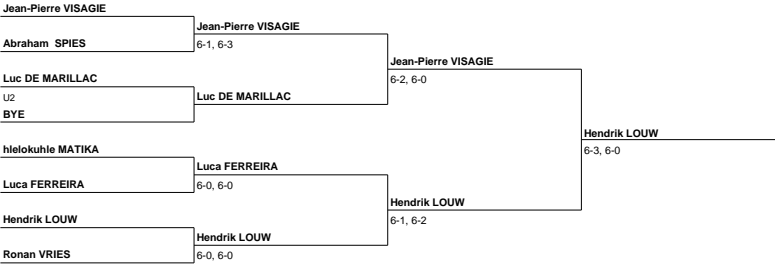 Jean-Pierre VISAGIE
Jean-Pierre VISAGIE
Abraham SPIES
6-1, 6-3
Jean-Pierre VISAGIE
Luc DE MARILLAC
6-2, 6-0
U2
Luc DE MARILLAC
BYE
Hendrik LOUW
hlelokuhle MATIKA
6-3, 6-0
Luca FERREIRA
Luca FERREIRA
6-0, 6-0
Hendrik LOUW
Hendrik LOUW
6-1, 6-2
Hendrik LOUW
Ronan VRIES
6-0, 6-0